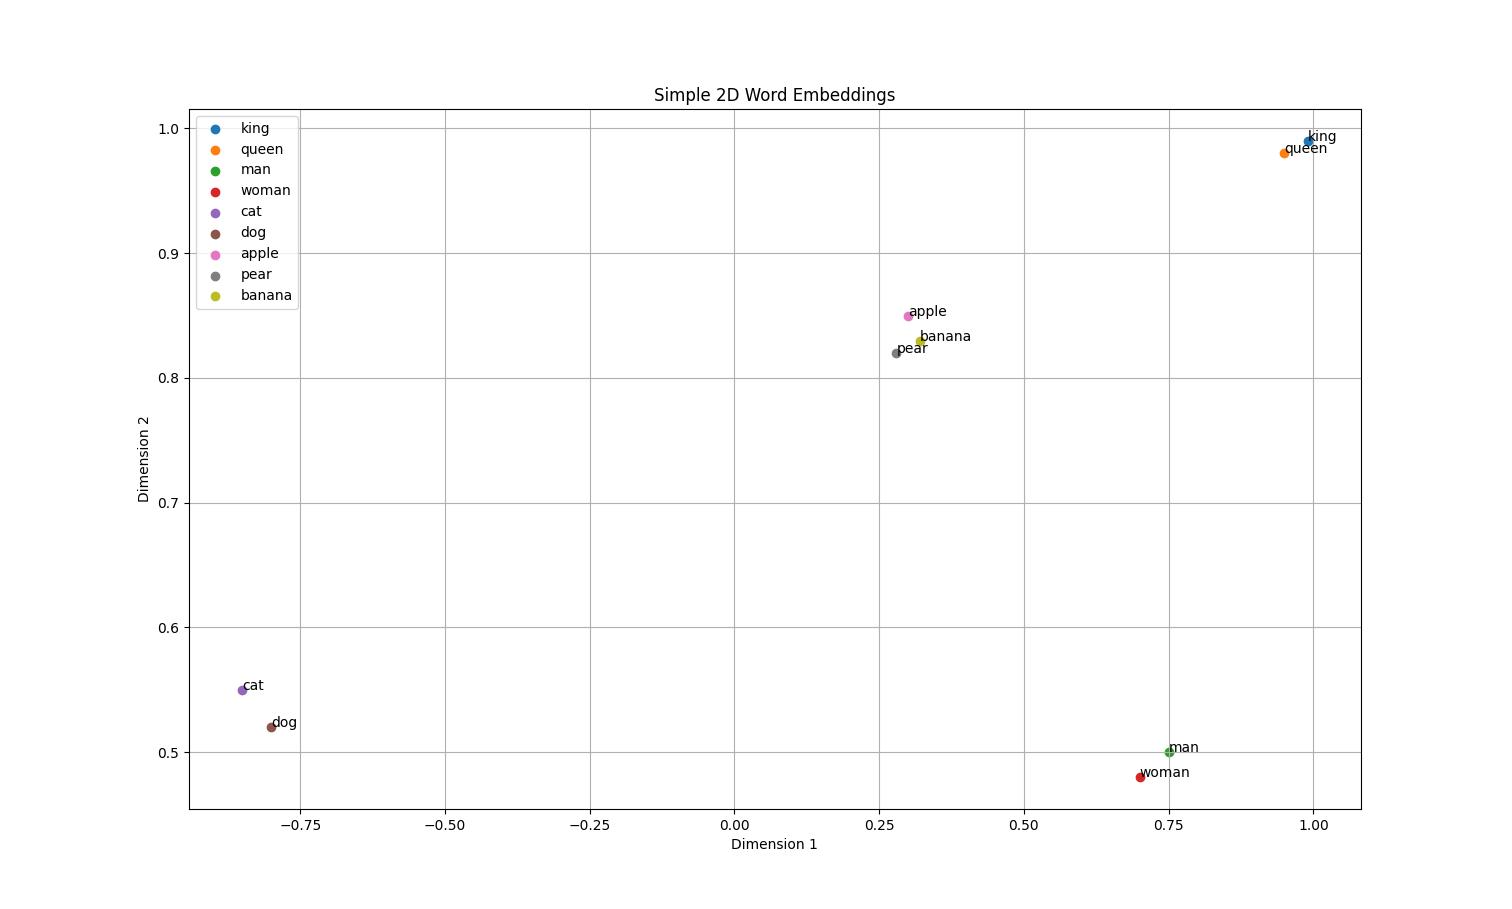 Simple 2D Word Embeddings
king
queen
man
woman
cat
dog
apple
pear
banana
1.0
0.9
0.8
0.7
0.6
0.5
Dimension 2
king
queen
apple
banana
pear
cat
dog
man
woman
−0.75
−0.50
−0.25
0.00
0.25
0.50
0.75
1.00
Dimension 1